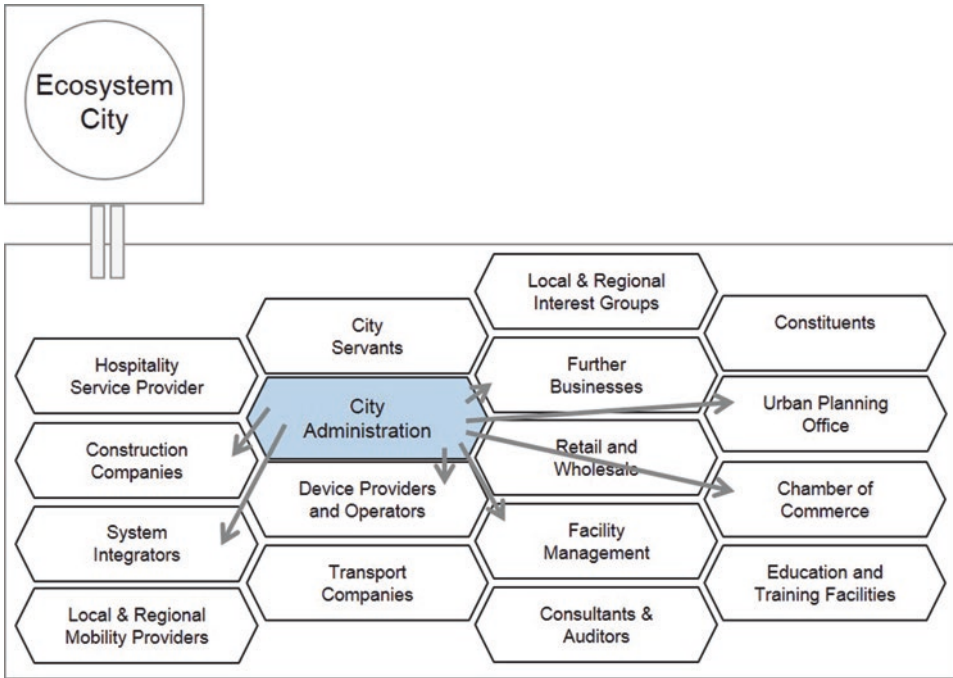 Ecosystem
City
Local & Regional
Interest Groups
City
Servants
Constituents
Hospitality
Service Provider
Further
Businesses
City
Administration
Urban Planning
Office
Construction
Companies
Retail and
Wholesale
Device Providers
and Operators
Chamber of
Commerce
System
Integrators
Facility
Management
Transport
Companies
Education and
Training Facilities
Local & Regional
Mobility Providers
Consultants &
Auditors